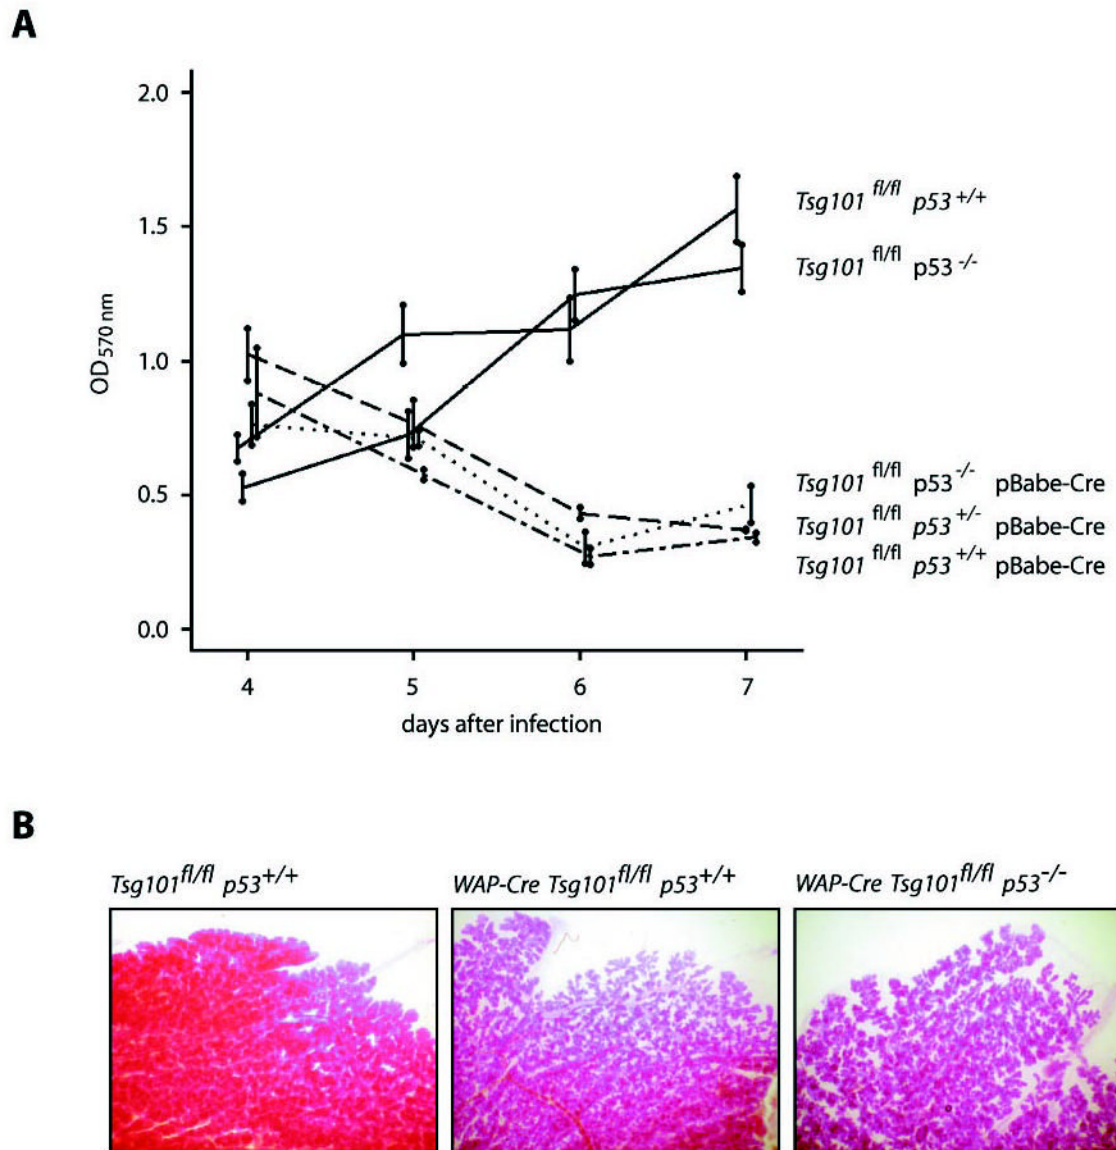 A
2.0
1.5
1.0
0.5
0.0
OD570 nm
4 5 6 7
days after infection
Tsg101 fl/fl p53 +/+
Tsg101 fl/fl p53 -/-
Tsg101 fl/fl p53 -/- pBabe-Cre
Tsg101 fl/fl p53 +/- pBabe-Cre
Tsg101 fl/fl p53 +/+ pBabe-Cre
B
Tsg101fl/fl p53+/+
WAP-Cre Tsg101fl/fl p53+/+
WAP-Cre Tsg101fl/fl p53-/-